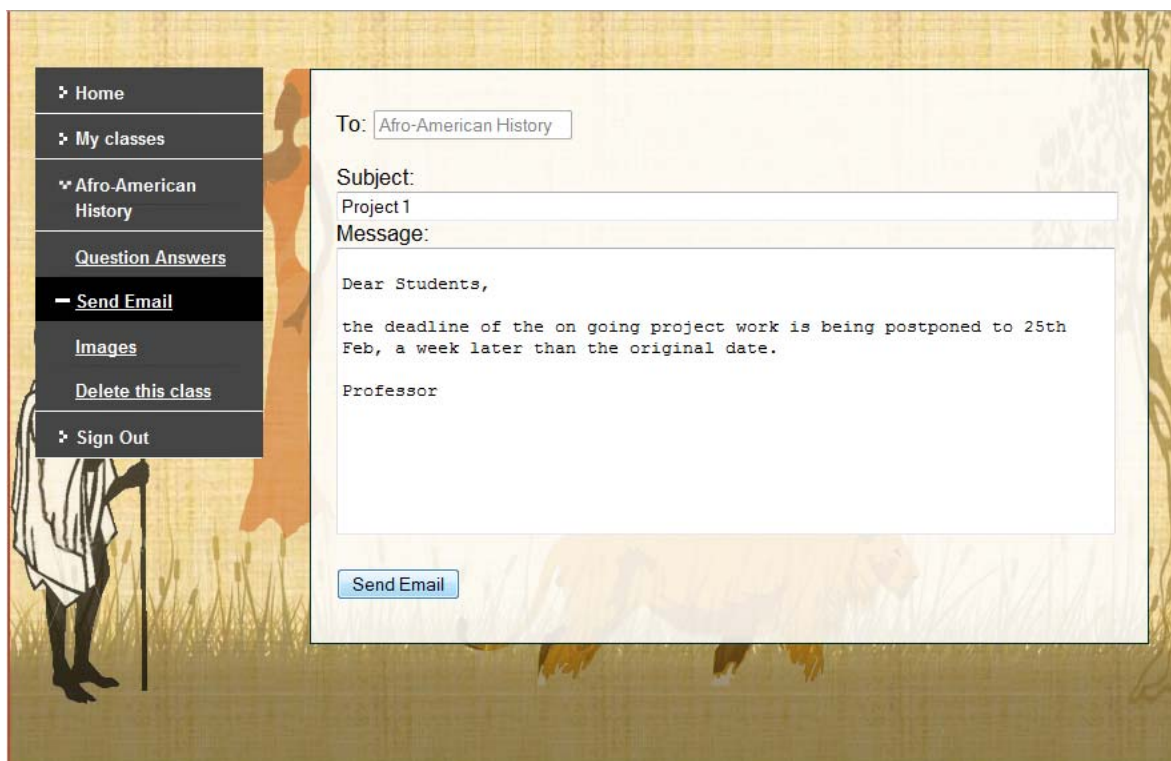 Home
My classes
Afro-American
History
Question Answers
Send Email
Images
Delete this class
Sign Out
To: Afro-American History
Subject:
Project 1
Message:
Dear Students,
the deadline of the on going project work is being postponed to 25th
Feb, a week later than the original date.
Professor
Send Email